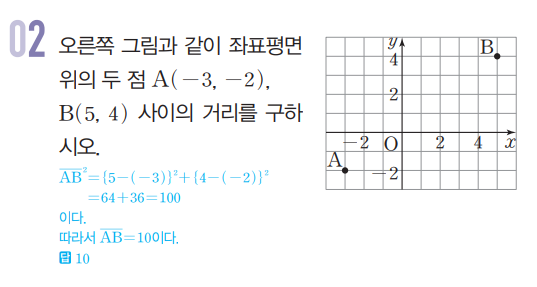 02
오른쪽 그림과 같이 좌표평면
위의 두 점 A(−3, −2),
B(5, 4) 사이의 거리를 구하
시오.
AB²={5−(−3)}²+{4−(−2)}²
=64+36=100
이다.
따라서 AB=10이다.
답 10
y
B
4
2
−2 O 2 4 x
A
−2